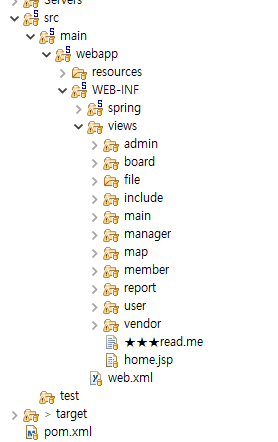 Servers
src
main
webapp
resources
WEB-INF
spring
views
admin
board
file
include
main
manager
map
member
report
user
vendor
★★★read.me
home.jsp
web.xml
test
> target
pom.xml